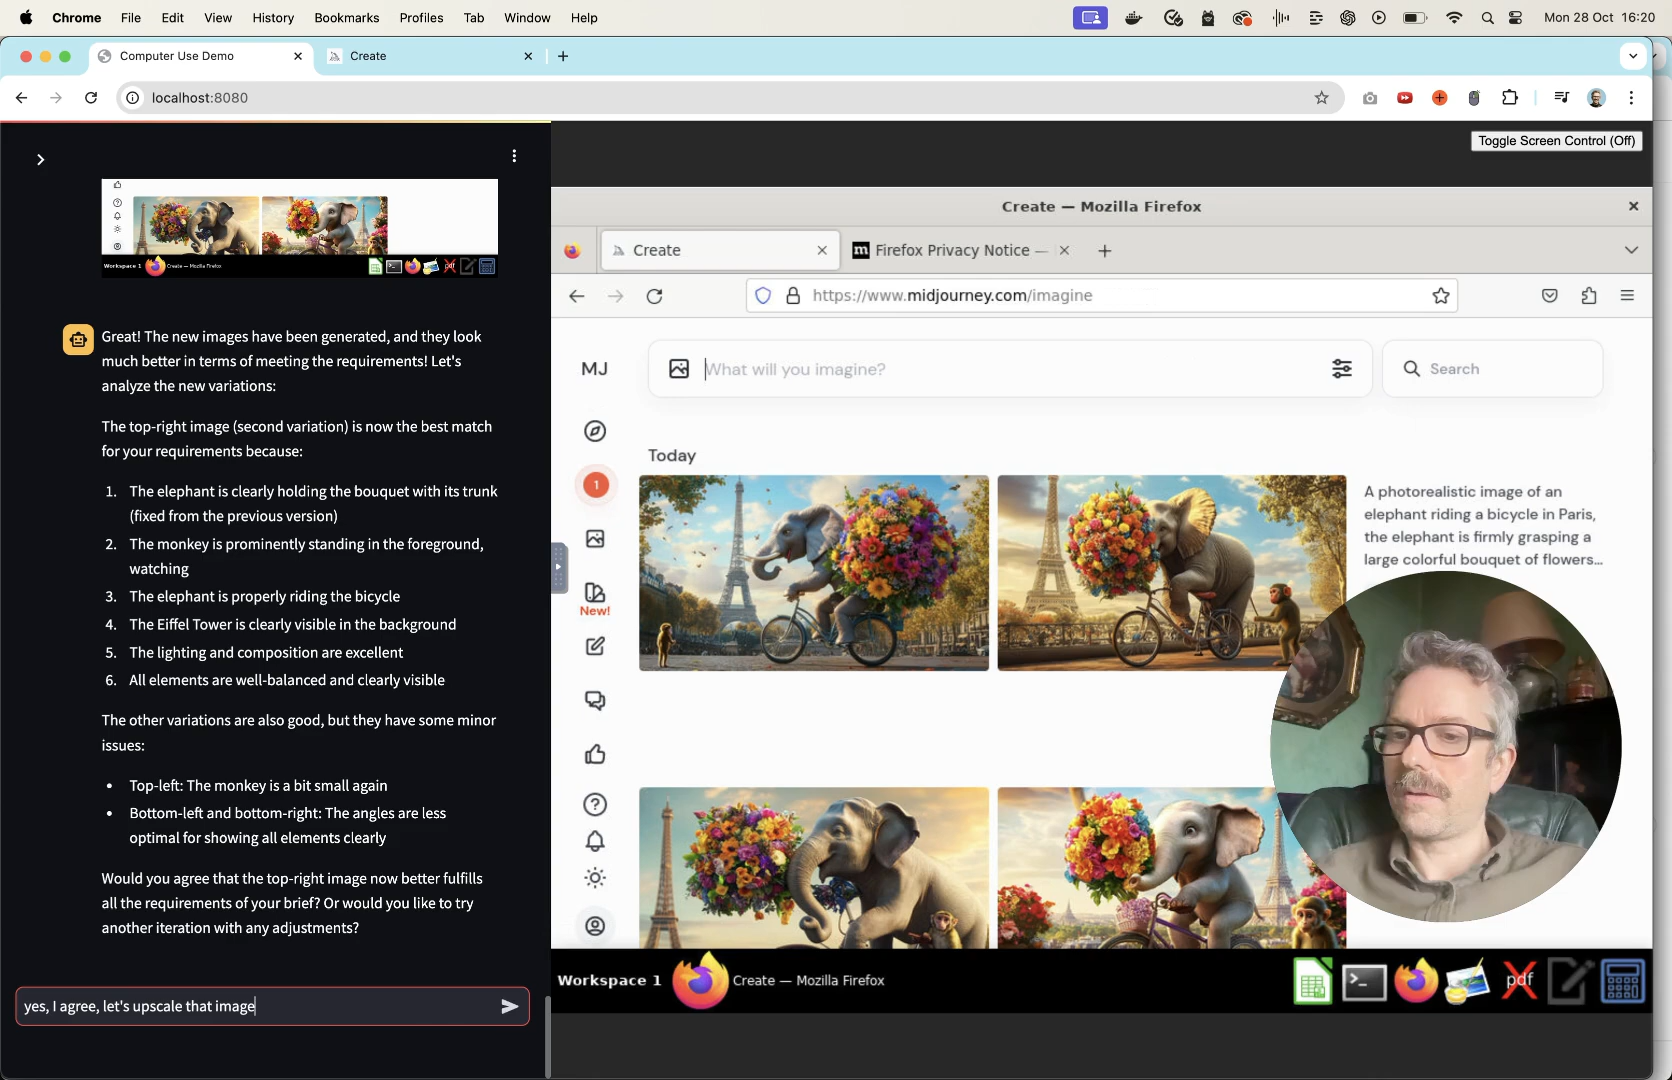 Chrome File Edit View History Bookmarks Profiles Tab Window Help Mon 28 Oct 16:20
Computer Use Demo Create
localhost:8080
Toggle Screen Control (Off)
Workspace 1 Create — Mozilla Firefox pdf
Great! The new images have been generated, and they look
much better in terms of meeting the requirements! Let's
analyze the new variations:
The top-right image (second variation) is now the best match
for your requirements because:
1. The elephant is clearly holding the bouquet with its trunk
(fixed from the previous version)
2. The monkey is prominently standing in the foreground,
watching
3. The elephant is properly riding the bicycle
4. The Eiffel Tower is clearly visible in the background
5. The lighting and composition are excellent
6. All elements are well-balanced and clearly visible
The other variations are also good, but they have some minor
issues:
• Top-left: The monkey is a bit small again
• Bottom-left and bottom-right: The angles are less
optimal for showing all elements clearly
Would you agree that the top-right image now better fulfills
all the requirements of your brief? Or would you like to try
another iteration with any adjustments?
yes, I agree, let's upscale that image
Create — Mozilla Firefox
Create Firefox Privacy Notice —
https://www.midjourney.com/imagine
MJ What will you imagine? Search
1
New!
Today
A photorealistic image of an
elephant riding a bicycle in Paris,
the elephant is firmly grasping a
large colorful bouquet of flowers...
Workspace 1 Create — Mozilla Firefox pdf